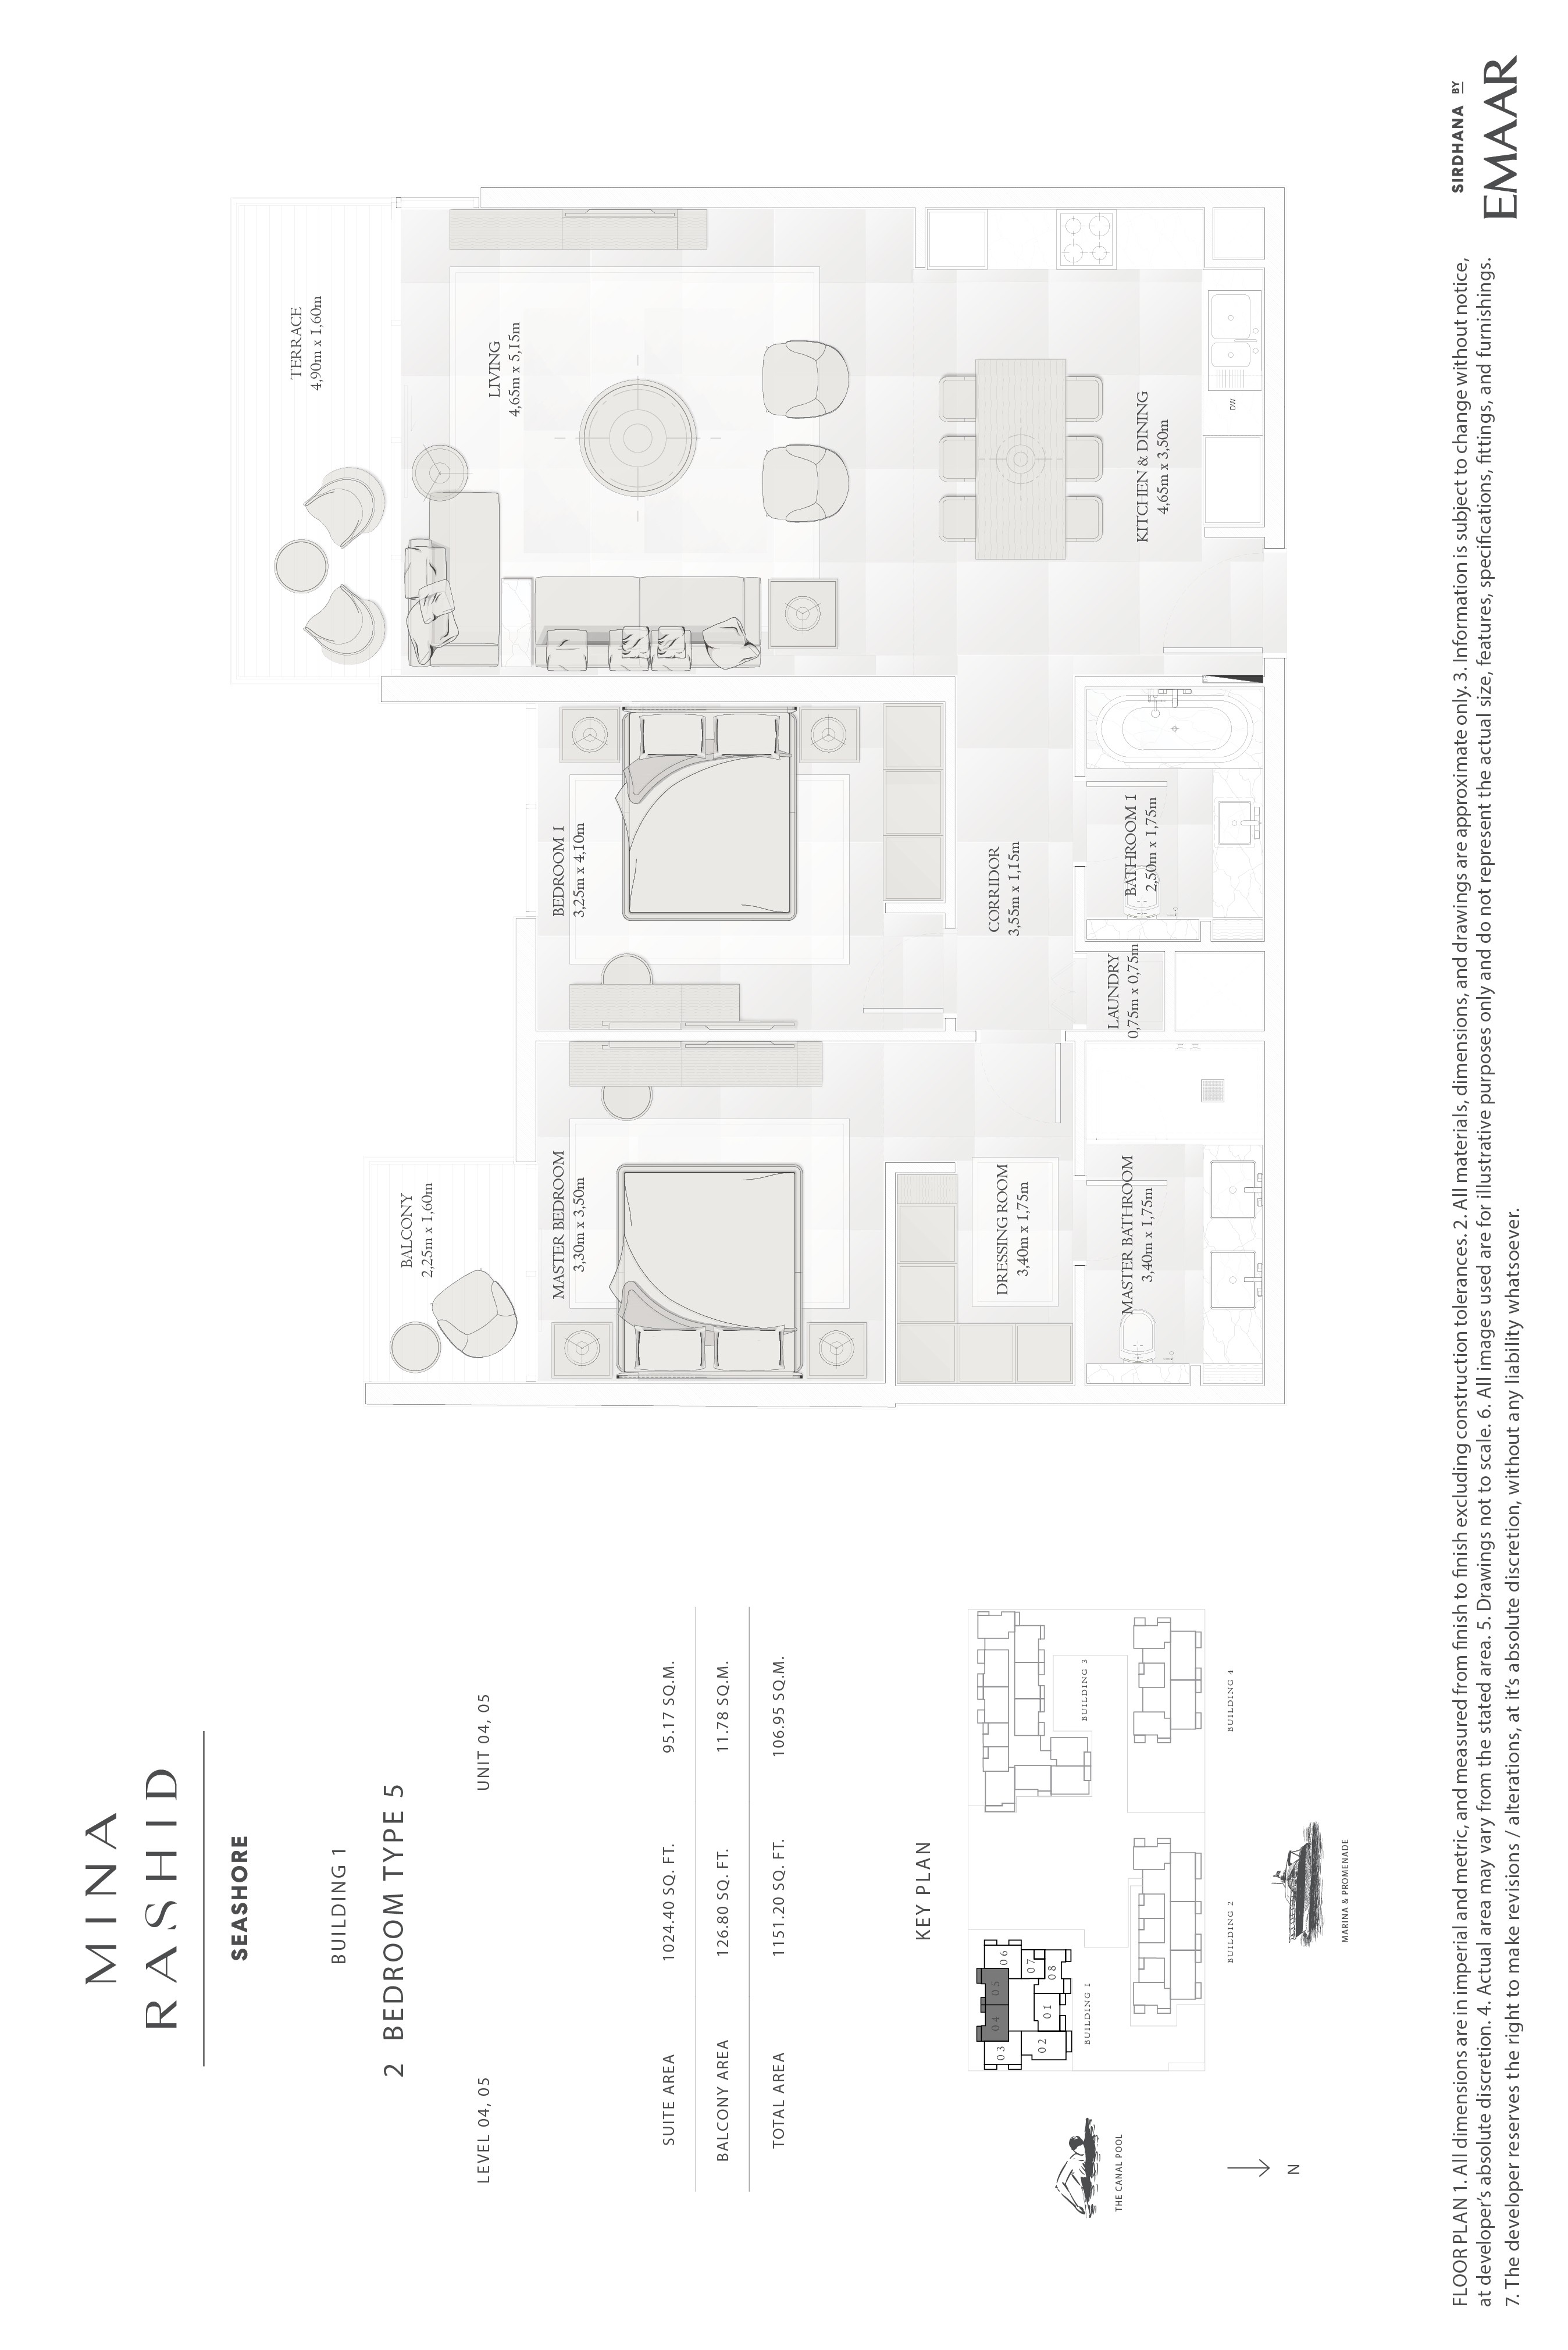 MINA
RASHID
SEASHORE
BUILDING 1
2 BEDROOM TYPE 5
LEVEL 04, 05 UNIT 04, 05
SUITE AREA 1024.40 SQ. FT. 95.17 SQ.M.
BALCONY AREA 126.80 SQ. FT. 11.78 SQ.M.
TOTAL AREA 1151.20 SQ. FT. 106.95 SQ.M.
KEY PLAN
03
04
05
06
07
08
01
02
BUILDING 1
BUILDING 3
BUILDING 2
BUILDING 4
THE CANAL POOL
MARINA & PROMENADE
N
TERRACE
4,90m x 1,60m
BALCONY
2,25m x 1,60m
LIVING
4,65m x 5,15m
MASTER BEDROOM
3,30m x 3,50m
BEDROOM 1
3,25m x 4,10m
DRESSING ROOM
3,40m x 1,75m
CORRIDOR
3,55m x 1,15m
KITCHEN & DINING
4,65m x 3,50m
MASTER BATHROOM
3,40m x 1,75m
LAUNDRY
0,75m x 0,75m
BATHROOM 1
2,50m x 1,75m
DW
FLOOR PLAN 1. All dimensions are in imperial and metric, and measured from finish to finish excluding construction tolerances. 2. All materials, dimensions, and drawings are approximate only. 3. Information is subject to change without notice,
at developer's absolute discretion. 4. Actual area may vary from the stated area. 5. Drawings not to scale. 6. All images used are for illustrative purposes only and do not represent the actual size, features, specifications, fittings, and furnishings.
7. The developer reserves the right to make revisions / alterations, at it's absolute discretion, without any liability whatsoever.
SIRDHANA BY
EMAAR